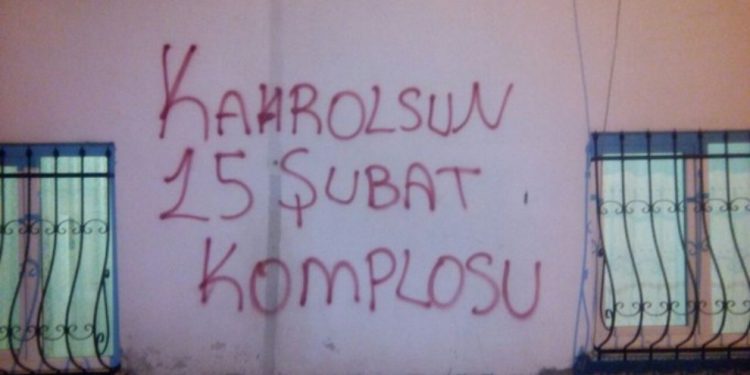 KAHROLSUN
15 ŞUBAT
KOMPLOSU